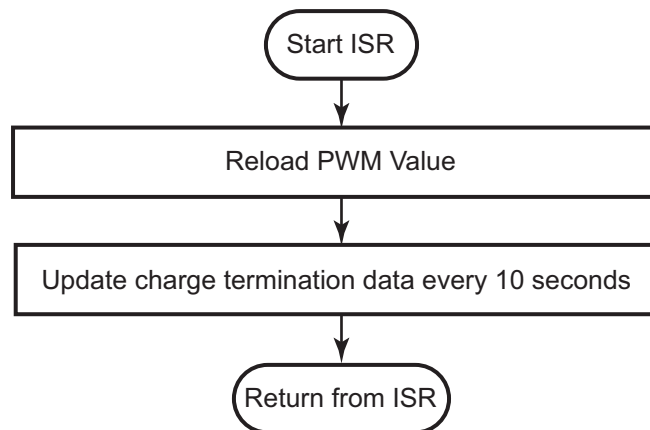 Start ISR
Reload PWM Value
Update charge termination data every 10 seconds
Return from ISR